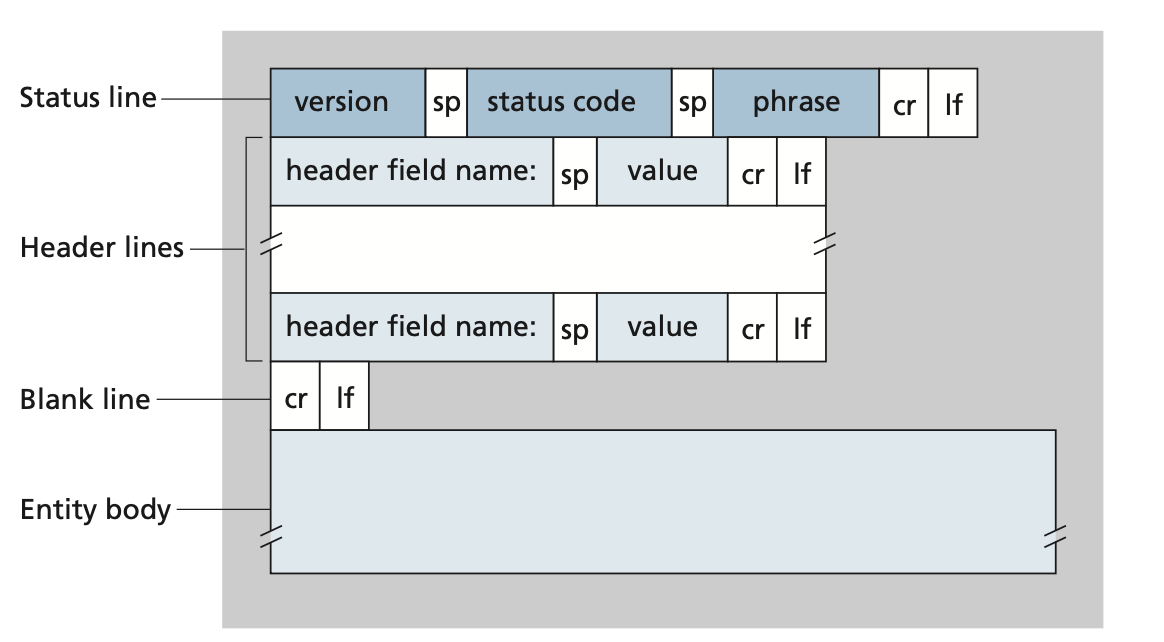 Status line version sp status code sp phrase cr lf
header field name: sp value cr lf
Header lines
header field name: sp value cr lf
Blank line cr lf
Entity body